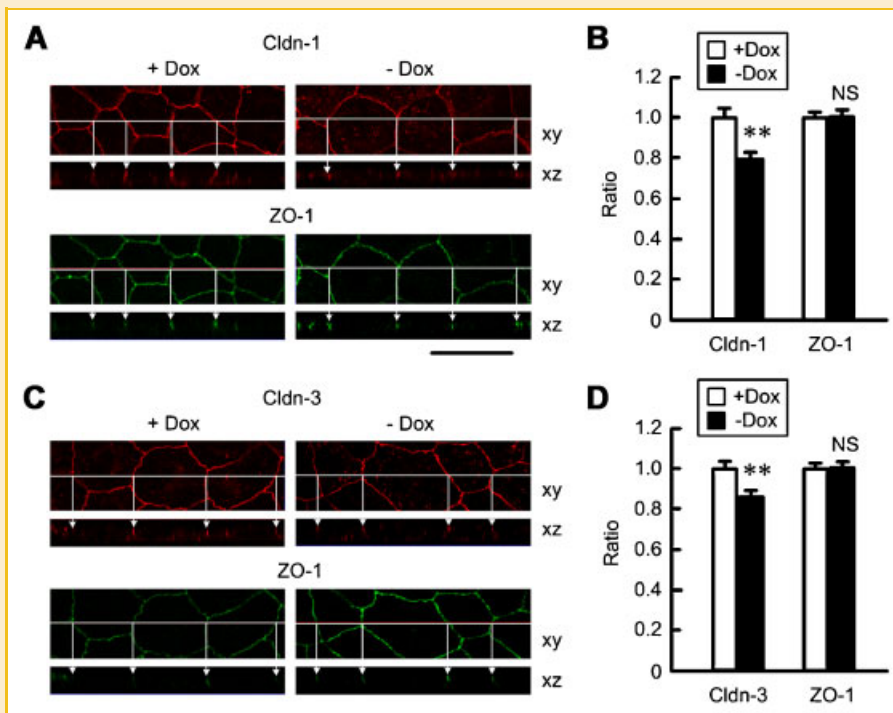 A
Cldn-1
+ Dox
- Dox
xy
xz
ZO-1
xy
xz
B
+Dox
-Dox
1.2
1.0
0.8
0.6
0.4
0.2
0
Ratio
**
NS
Cldn-1
ZO-1
C
Cldn-3
+ Dox
- Dox
xy
xz
ZO-1
xy
xz
D
+Dox
-Dox
1.2
1.0
0.8
0.6
0.4
0.2
0
Ratio
**
NS
Cldn-3
ZO-1